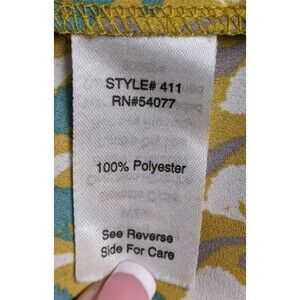 STYLE# 411
RN#54077
100% Polyester
See Reverse
Side For Care